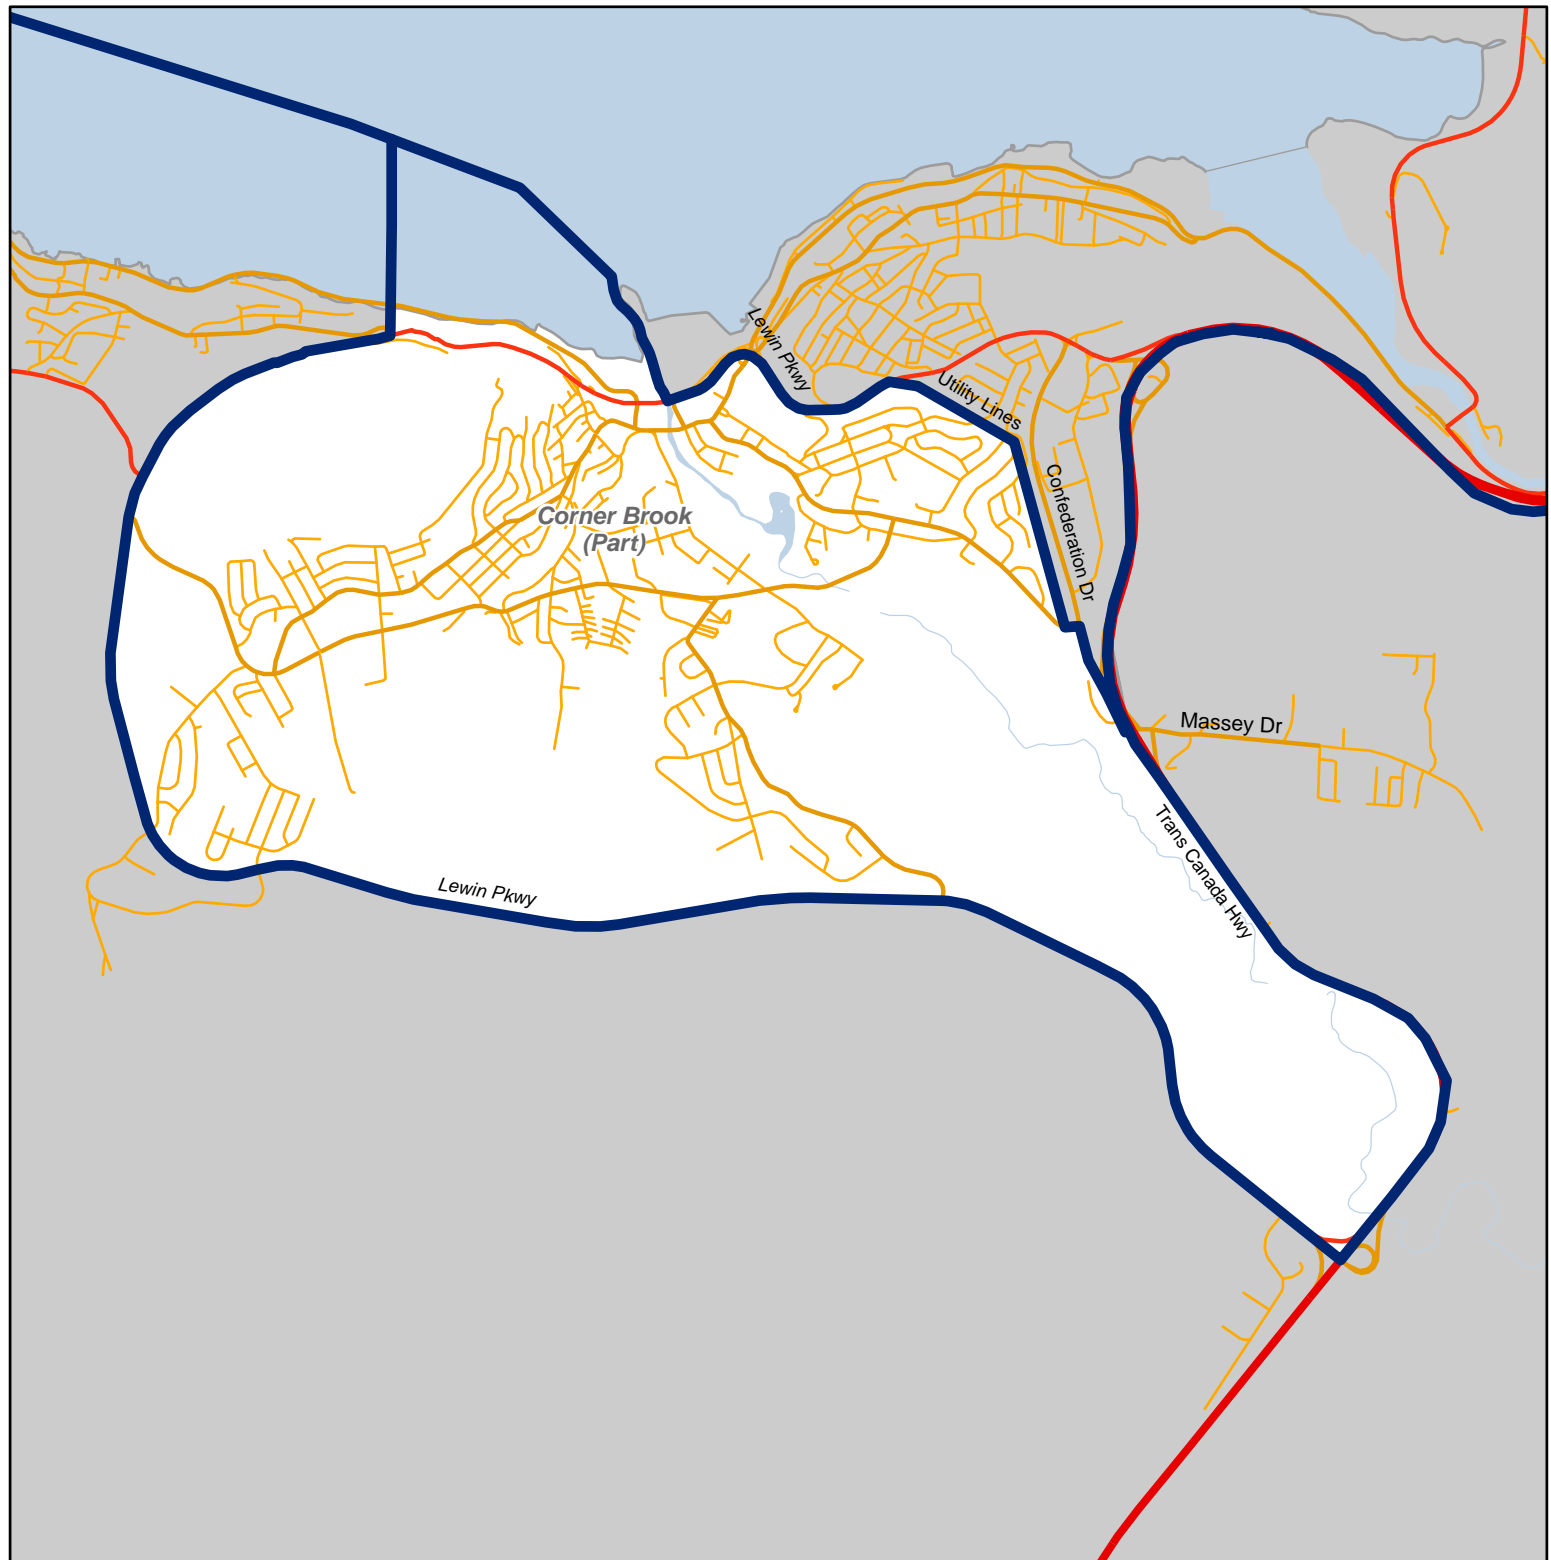 Lewin Pkwy
Utility Lines
Confederation Dr
Corner Brook
(Part)
Massey Dr
Trans Canada Hwy
Lewin Pkwy